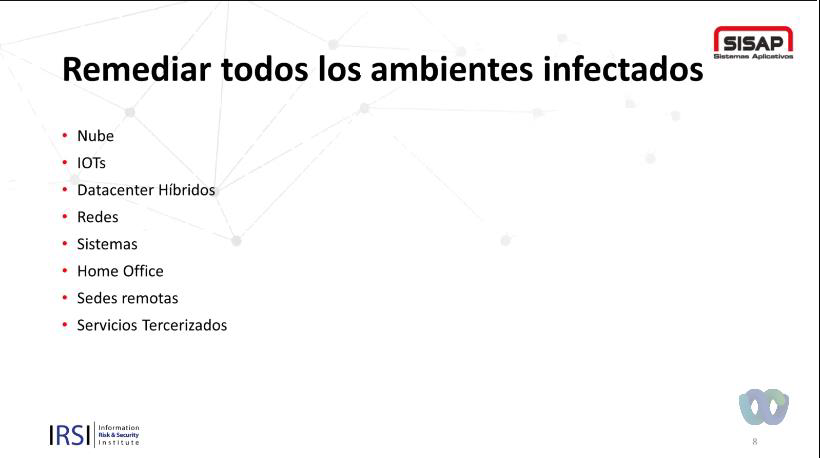 SISAP
Sistemas Aplicativos
Remediar todos los ambientes infectados
• Nube
• IOTs
• Datacenter Híbridos
• Redes
• Sistemas
• Home Office
• Sedes remotas
• Servicios Tercerizados
IRSI
Information
Risk & Security
Institute
8